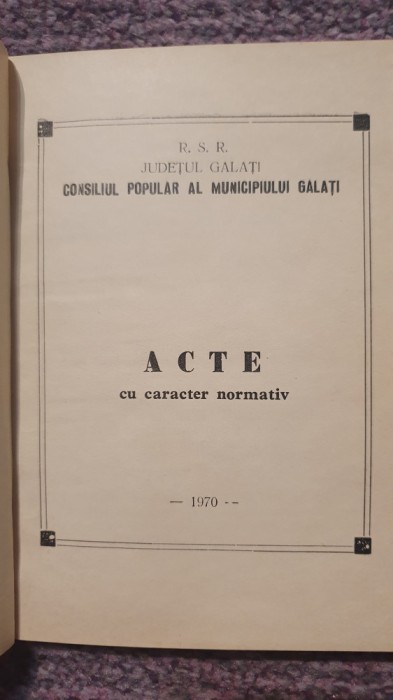 R. S. R.
JUDEȚUL GALAȚI
CONSILIUL POPULAR AL MUNICIPIULUI GALAȚI
ACTE
cu caracter normativ
— 1970 --